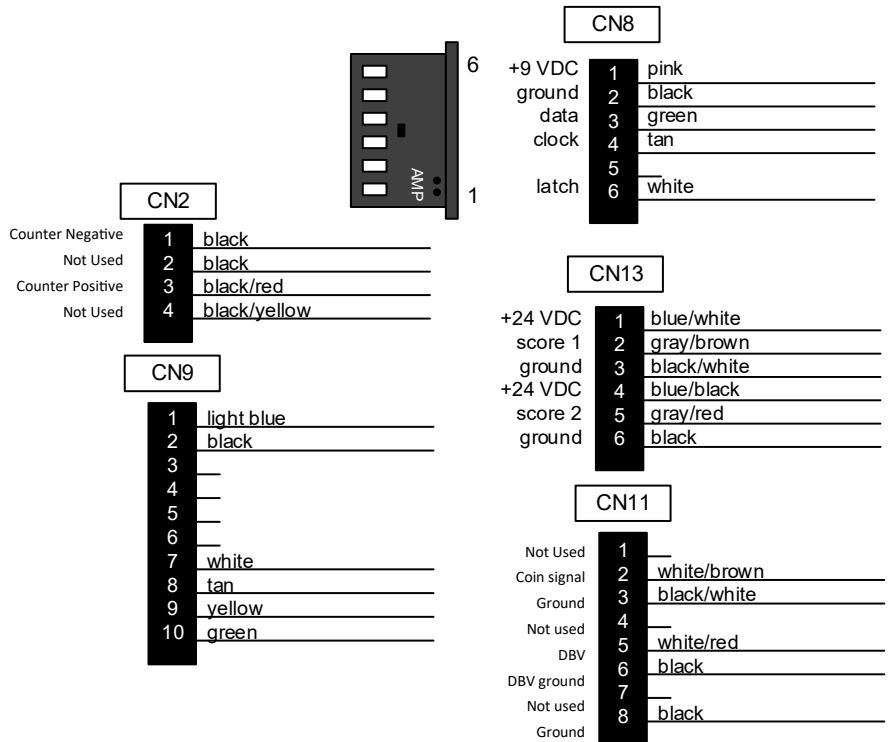 6
AMP
1
CN8
+9 VDC 1 pink
ground 2 black
data 3 green
clock 4 tan
5
latch 6 white
CN2
Counter Negative 1 black
Not Used 2 black
Counter Positive 3 black/red
Not Used 4 black/yellow
CN13
+24 VDC 1 blue/white
score 1 2 gray/brown
ground 3 black/white
+24 VDC 4 blue/black
score 2 5 gray/red
ground 6 black
CN9
1 light blue
2 black
3
4
5
6
7 white
8 tan
9 yellow
10 green
CN11
Not Used 1
Coin signal 2 white/brown
Ground 3 black/white
Not used 4
DBV 5 white/red
DBV ground 6 black
Not used 7
Ground 8 black